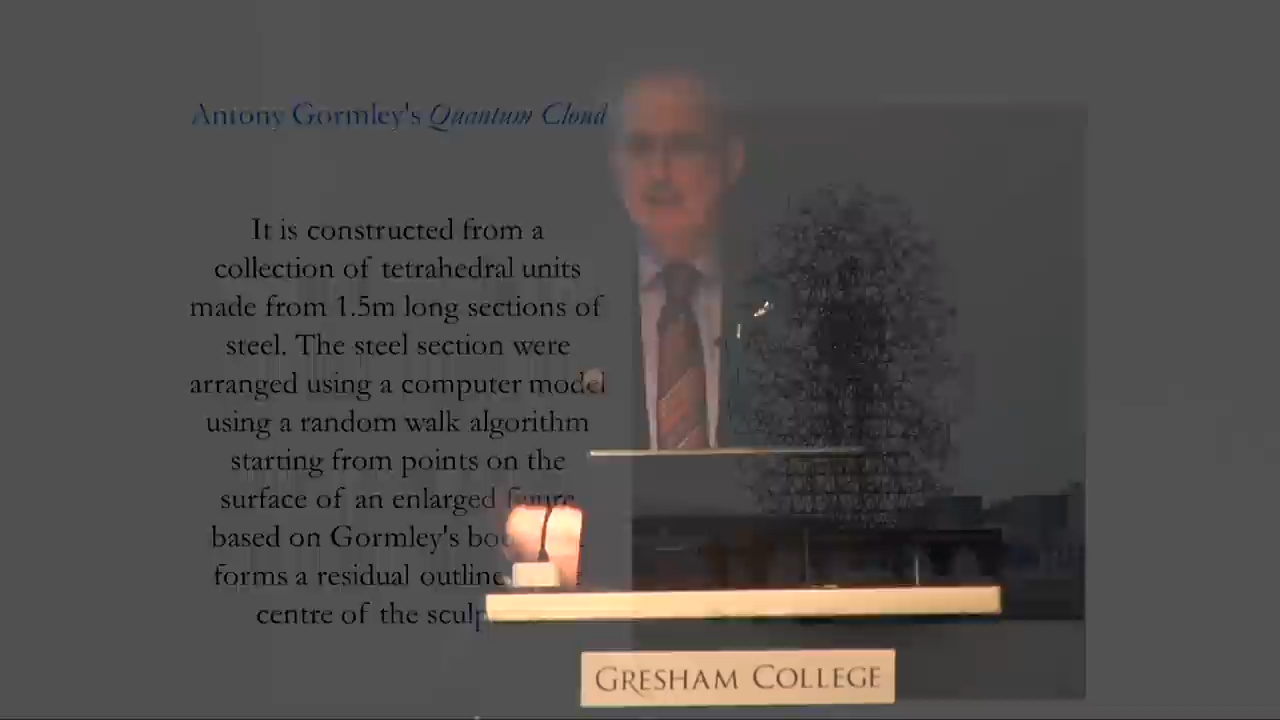 Antony Gormley's Quantum Cloud
It is constructed from a
collection of tetrahedral units
made from 1.5m long sections of
steel. The steel section were
arranged using a computer model
using a random walk algorithm
starting from points on the
surface of an enlarged figure
based on Gormley's
forms a residual outline
centre of the
GRESHAM COLLEGE